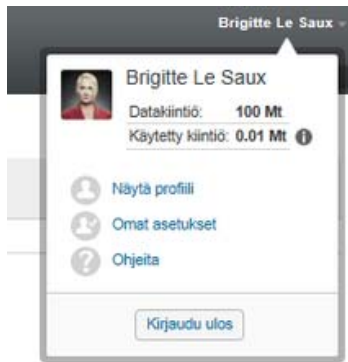 Brigitte Le Saux
Brigitte Le Saux
Datakiintiö: 100 Mt
Käytetty kiintiö: 0.01 Mt
Näytä profiili
Omat asetukset
Ohjeita
Kirjaudu ulos